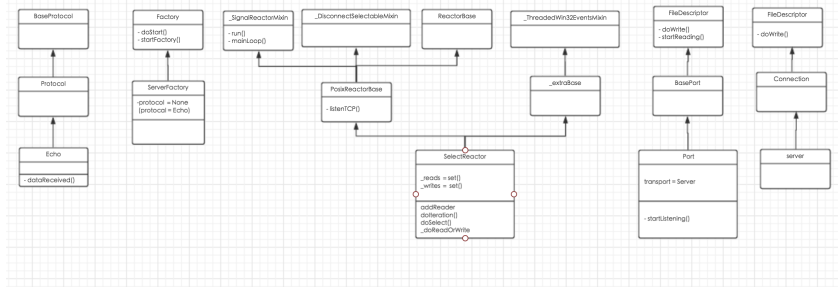 BaseProtocol
Protocol
Echo
- dataReceived()
Factory
- doStart()
- startFactory()
ServerFactory
-protocol = None
(protocol = Echo)
_SignalReactorMixin
- run()
- mainLoop()
_DisconnectSelectableMixin
ReactorBase
PosixReactorBase
- listenTCP()
_ThreadedWin32EventsMixin
_extraBase
SelectReactor
_reads = set()
_writes = set()
addReader
doIteration()
doSelect()
_doReadOrWrite
FileDescriptor
- doWrite()
- startReading()
BasePort
Port
transport = Server
- startListening()
FileDescriptor
- doWrite()
Connection
server